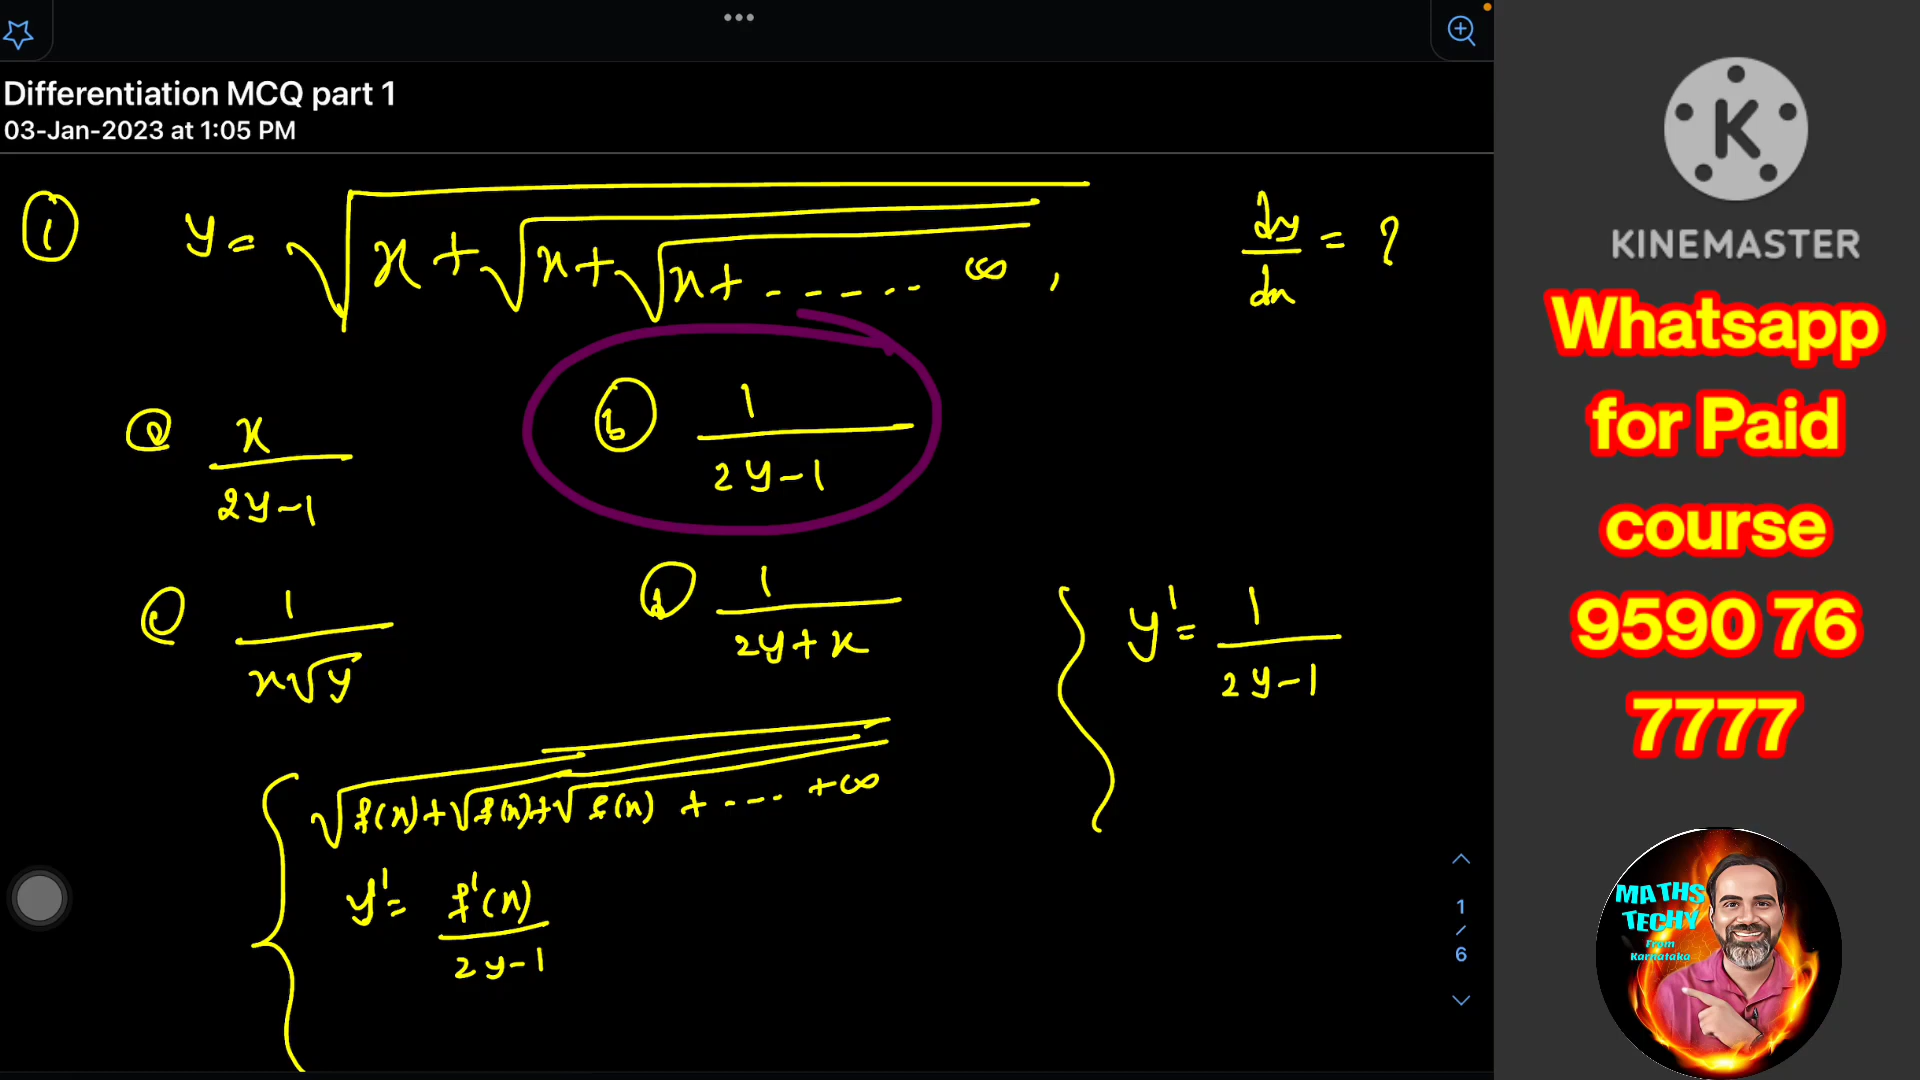 Differentiation MCQ part 1
03-Jan-2023 at 1:05 PM
① y = √(x + √(x + √(x + ------ ∞ , dy/dx = ?
ⓐ x/(2y-1) ⓑ 1/(2y-1)
ⓒ 1/(x√y) ⓓ 1/(2y+x)
y' = 1/(2y-1)
√(f(x)+√(f(x)+√(f(x) + ---- +∞
y' = f'(x)/(2y-1)
1
/
6
K
KINEMASTER
Whatsapp
for Paid
course
9590 76
7777
MATHS
TECHY
From
Karnataka